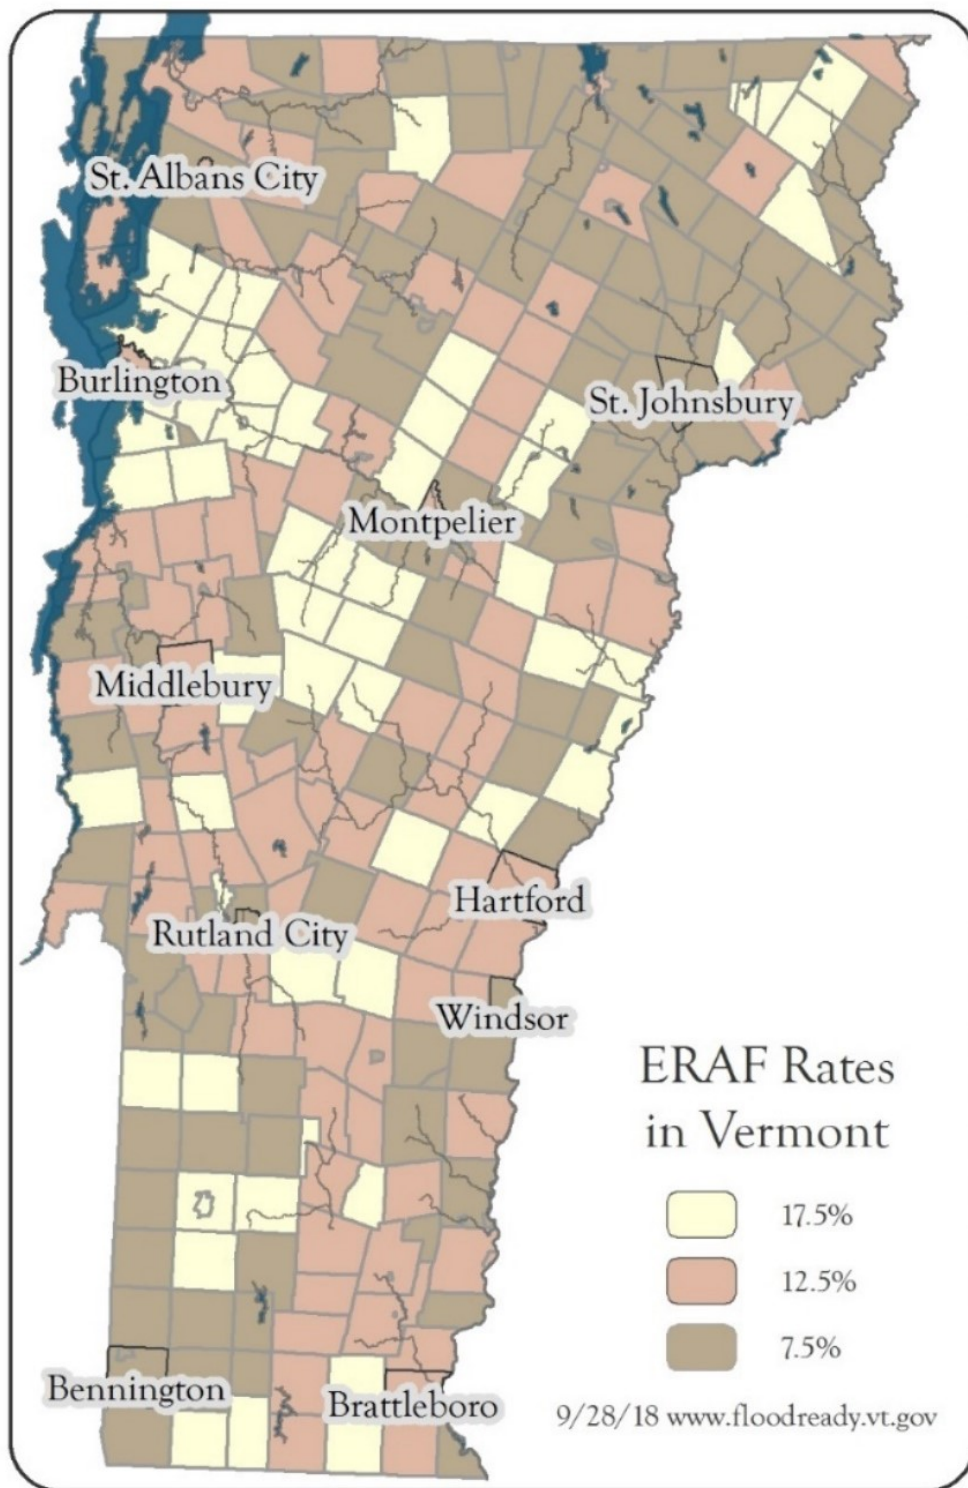 St. Albans City
Burlington
St. Johnsbury
Montpelier
Middlebury
Hartford
Rutland City
Windsor
ERAF Rates
in Vermont
17.5%
12.5%
7.5%
Bennington
Brattleboro
9/28/18 www.floodready.vt.gov